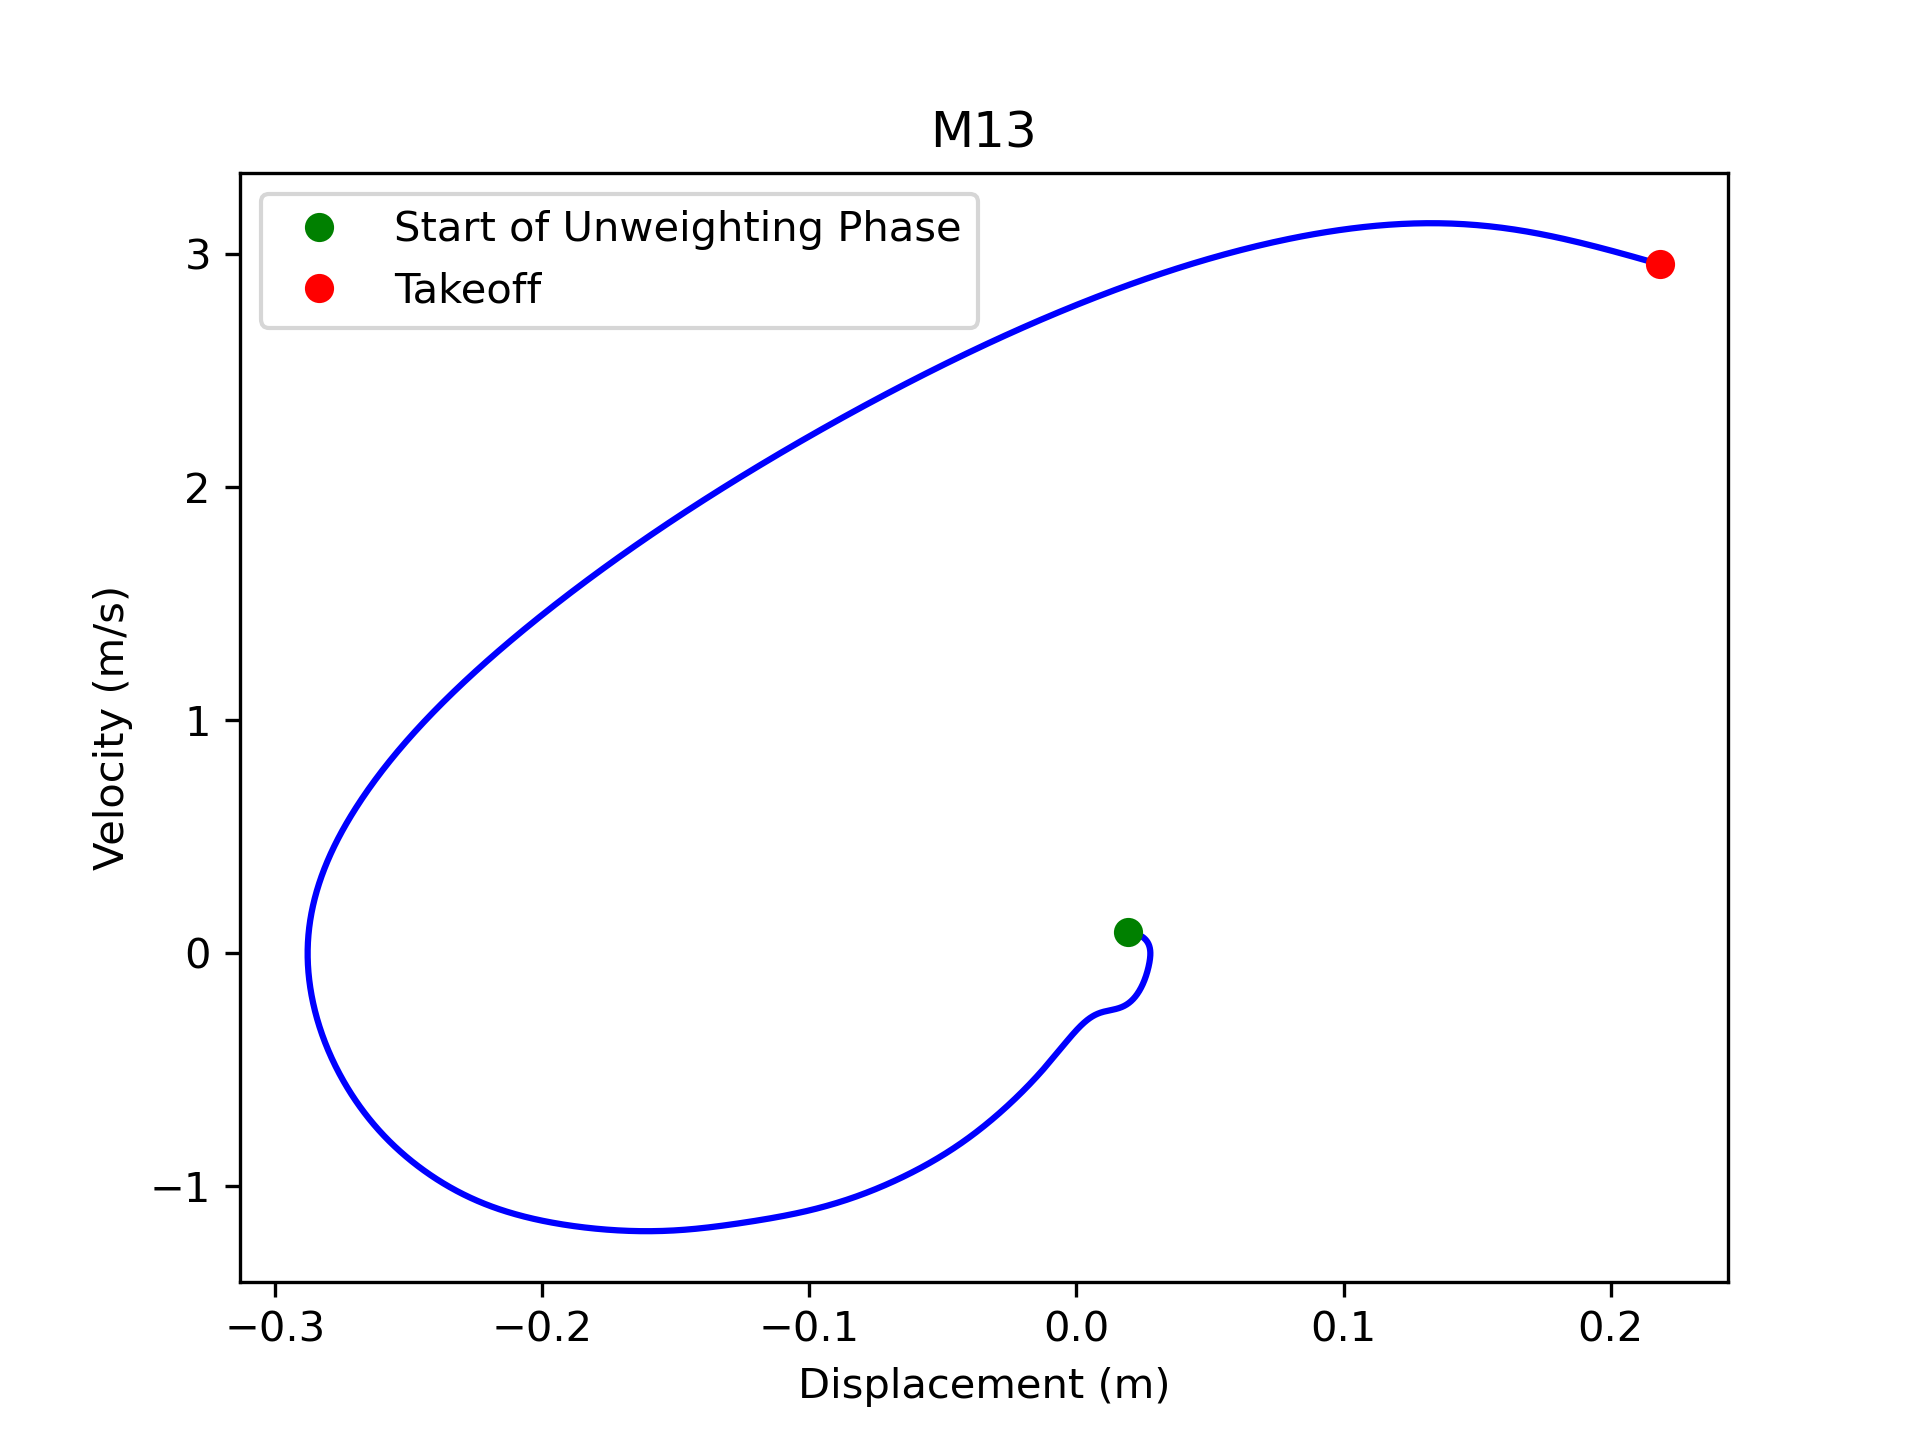 M13
Start of Unweighting Phase
Takeoff
3
2
1
0
−1
Velocity (m/s)
−0.3 −0.2 −0.1 0.0 0.1 0.2
Displacement (m)